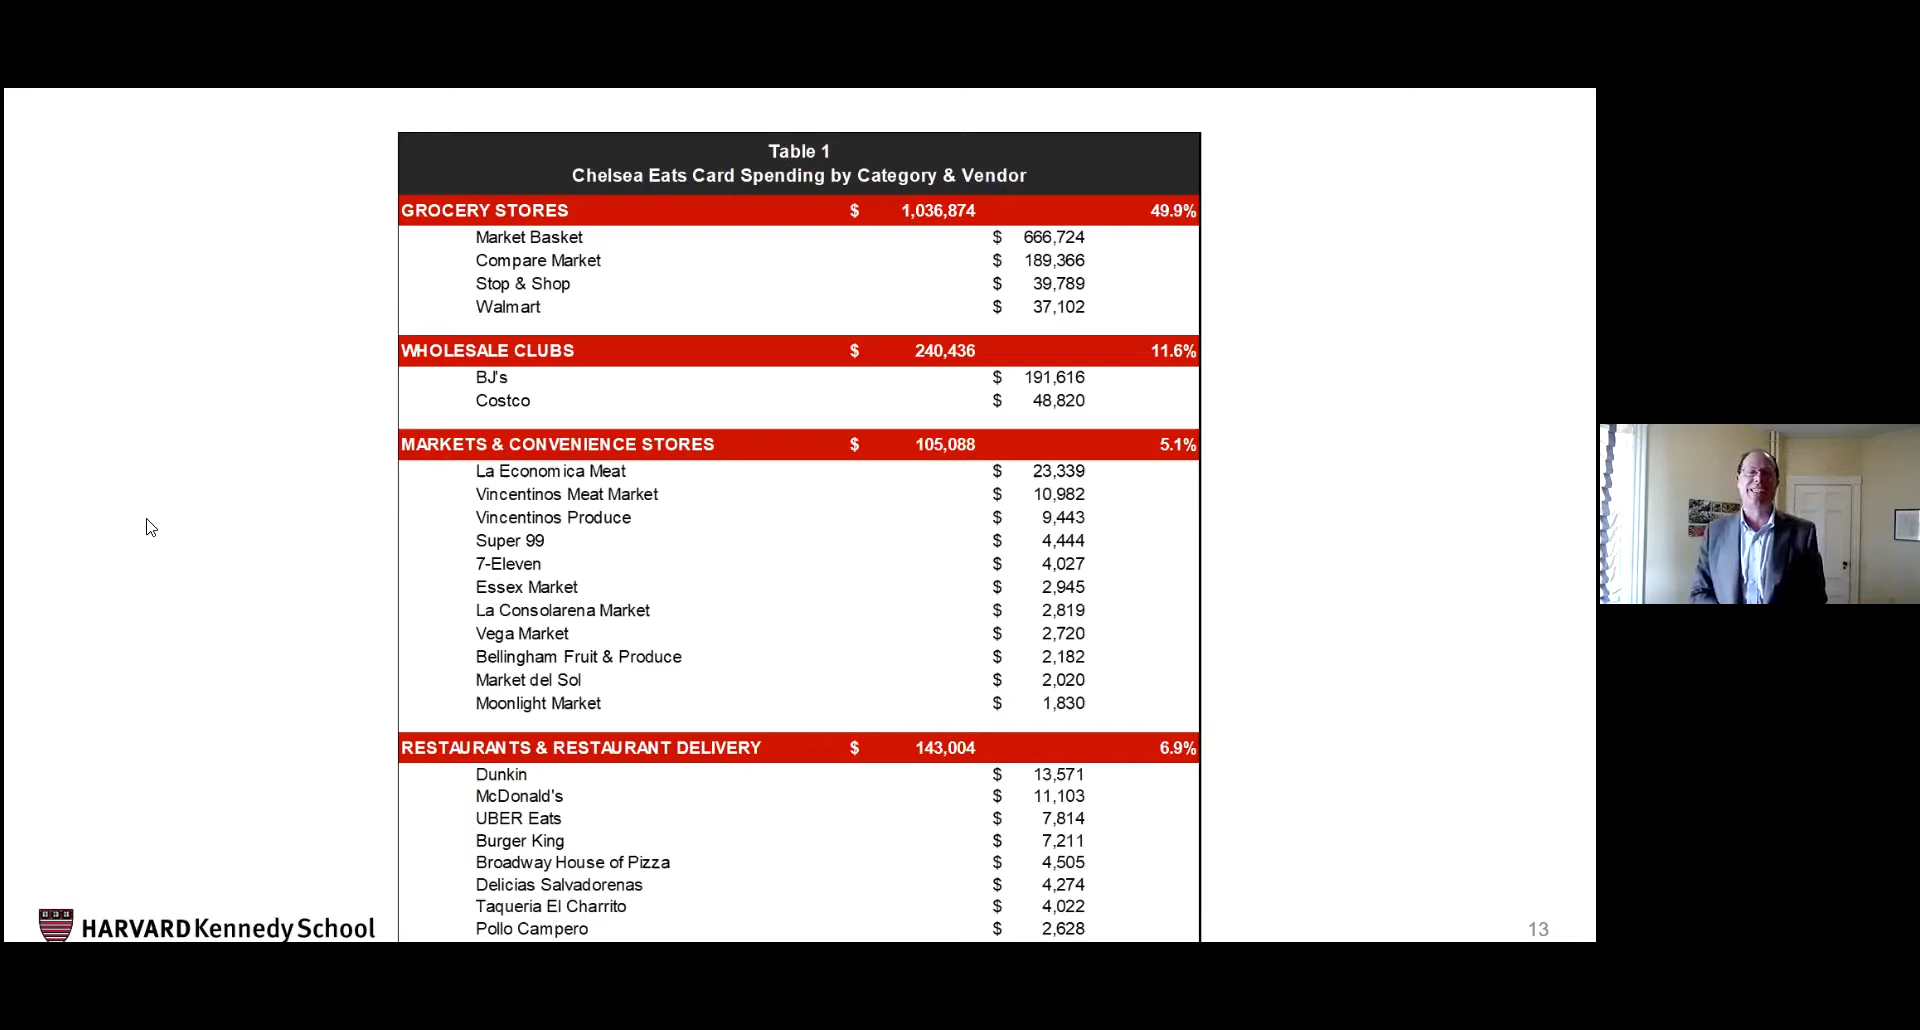 Table 1
Chelsea Eats Card Spending by Category & Vendor
GROCERY STORES $ 1,036,874 49.9%
Market Basket $ 666,724
Compare Market $ 189,366
Stop & Shop $ 39,789
Walmart $ 37,102
WHOLESALE CLUBS $ 240,436 11.6%
BJ's $ 191,616
Costco $ 48,820
MARKETS & CONVENIENCE STORES $ 105,088 5.1%
La Economica Meat $ 23,339
Vincentinos Meat Market $ 10,982
Vincentinos Produce $ 9,443
Super 99 $ 4,444
7-Eleven $ 4,027
Essex Market $ 2,945
La Consolarena Market $ 2,819
Vega Market $ 2,720
Bellingham Fruit & Produce $ 2,182
Market del Sol $ 2,020
Moonlight Market $ 1,830
RESTAURANTS & RESTAURANT DELIVERY $ 143,004 6.9%
Dunkin $ 13,571
McDonald's $ 11,103
UBER Eats $ 7,814
Burger King $ 7,211
Broadway House of Pizza $ 4,505
Delicias Salvadorenas $ 4,274
Taqueria El Charrito $ 4,022
Pollo Campero $ 2,628
HARVARD Kennedy School
13